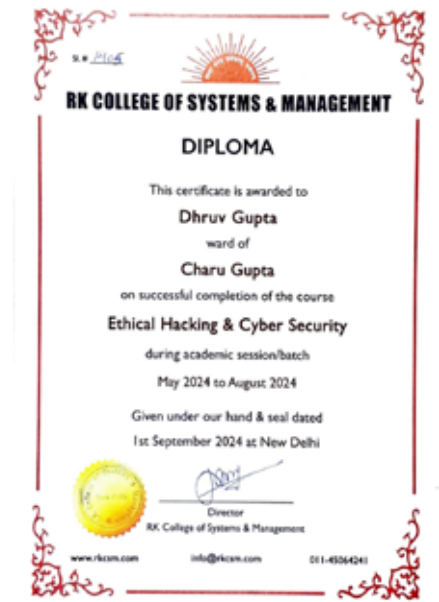 Sl.# 1405
RK COLLEGE OF SYSTEMS & MANAGEMENT
DIPLOMA
This certificate is awarded to
Dhruv Gupta
ward of
Charu Gupta
on successful completion of the course
Ethical Hacking & Cyber Security
during academic session/batch
May 2024 to August 2024
Given under our hand & seal dated
1st September 2024 at New Delhi
Director
RK College of Systems & Management
www.rkcsm.com info@rkcsm.com 011-45064241